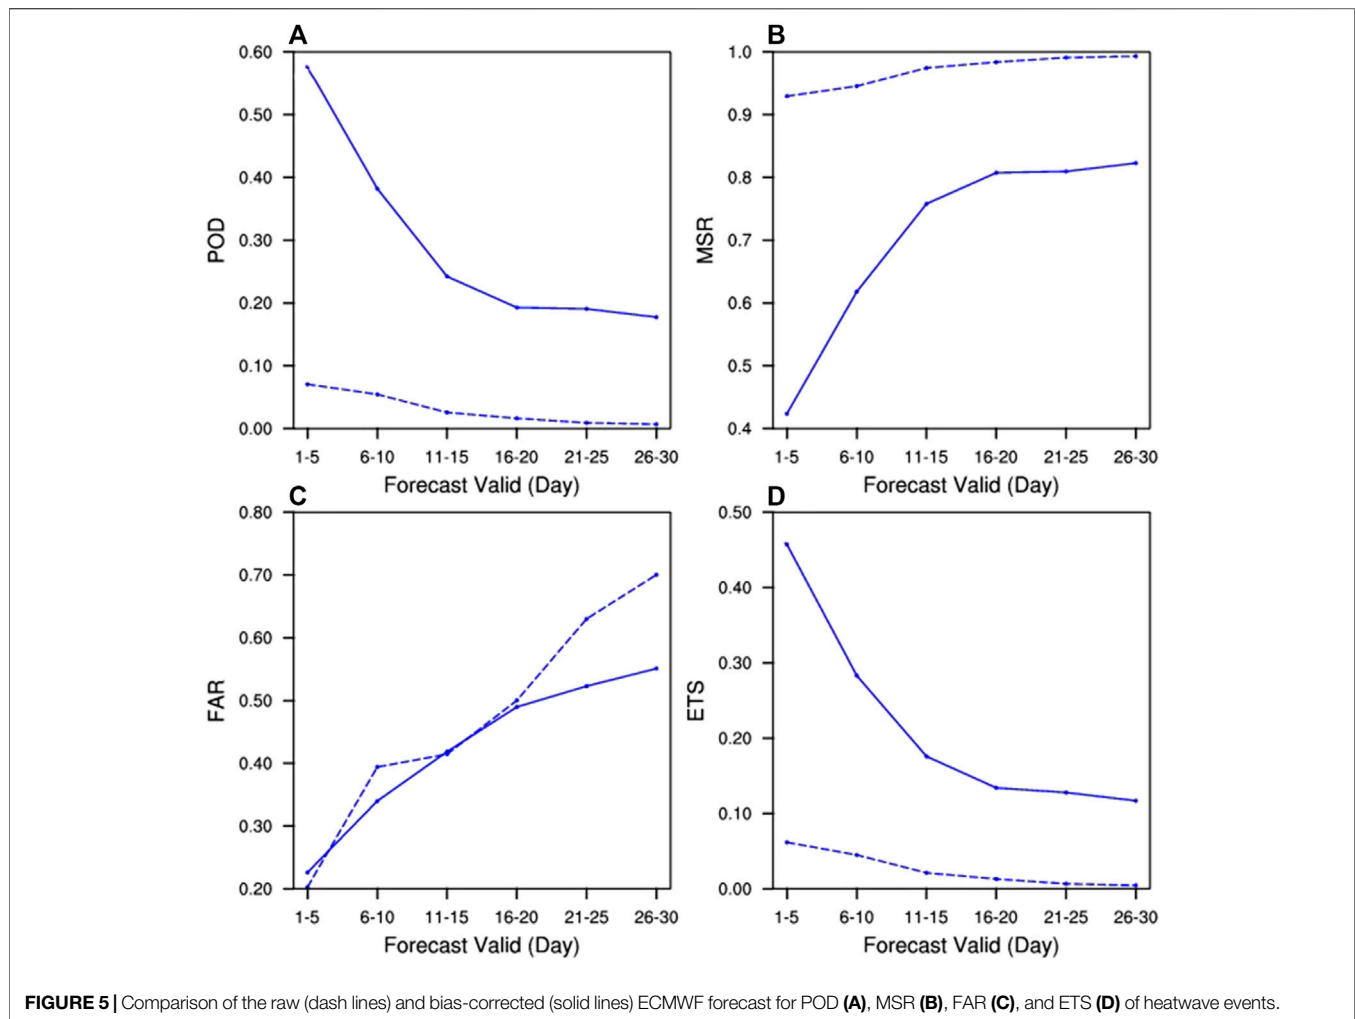 A
0.60
0.50
0.40
0.30
0.20
0.10
0.00
POD
1-5 6-10 11-15 16-20 21-25 26-30
Forecast Valid (Day)
B
1.0
0.9
0.8
0.7
0.6
0.5
0.4
MSR
1-5 6-10 11-15 16-20 21-25 26-30
Forecast Valid (Day)
C
0.80
0.70
0.60
0.50
0.40
0.30
0.20
FAR
1-5 6-10 11-15 16-20 21-25 26-30
Forecast Valid (Day)
D
0.50
0.40
0.30
0.20
0.10
0.00
ETS
1-5 6-10 11-15 16-20 21-25 26-30
Forecast Valid (Day)
FIGURE 5 | Comparison of the raw (dash lines) and bias-corrected (solid lines) ECMWF forecast for POD (A), MSR (B), FAR (C), and ETS (D) of heatwave events.